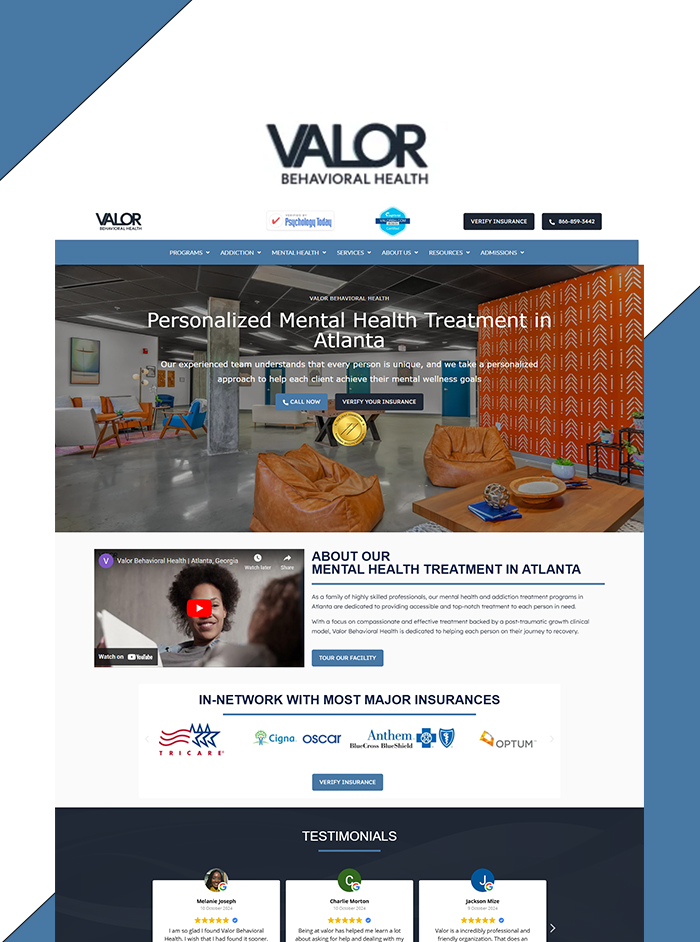 VALOR
BEHAVIORAL HEALTH
VALOR
BEHAVIORAL HEALTH
Psychology Today
VERIFY INSURANCE
866-859-3442
PROGRAMS
ADDICTION
MENTAL HEALTH
SERVICES
ABOUT US
RESOURCES
ADMISSIONS
VALOR BEHAVIORAL HEALTH
Personalized Mental Health Treatment in
Atlanta
Our experienced team understands that every person is unique, and we take a personalized
approach to help each client achieve their mental wellness goals
CALL NOW
VERIFY YOUR INSURANCE
V
Valor Behavioral Health | Atlanta, Georgia
Watch later
Share
Watch on YouTube
ABOUT OUR
MENTAL HEALTH TREATMENT IN ATLANTA
As a family of highly skilled professionals, our mental health and addiction treatment programs in
Atlanta are dedicated to providing accessible and top-notch treatment to each person in need.
With a focus on compassionate and effective treatment backed by a post-traumatic growth clinical
model, Valor Behavioral Health is dedicated to helping each person on their journey to recovery.
TOUR OUR FACILITY
IN-NETWORK WITH MOST MAJOR INSURANCES
TRICARE
Cigna
oscar
Anthem
BlueCross BlueShield
OPTUM™
VERIFY INSURANCE
TESTIMONIALS
G
Melanie Joseph
10 October 2024
I am so glad I found Valor Behavioral
Health. I wish that I had found it sooner.
C
G
Charlie Morton
10 October 2024
Being at valor has helped me learn a lot
about asking for help and dealing with my
J
G
Jackson Mize
9 October 2024
Valor is a incredibly professional and
friendly organization. That does an